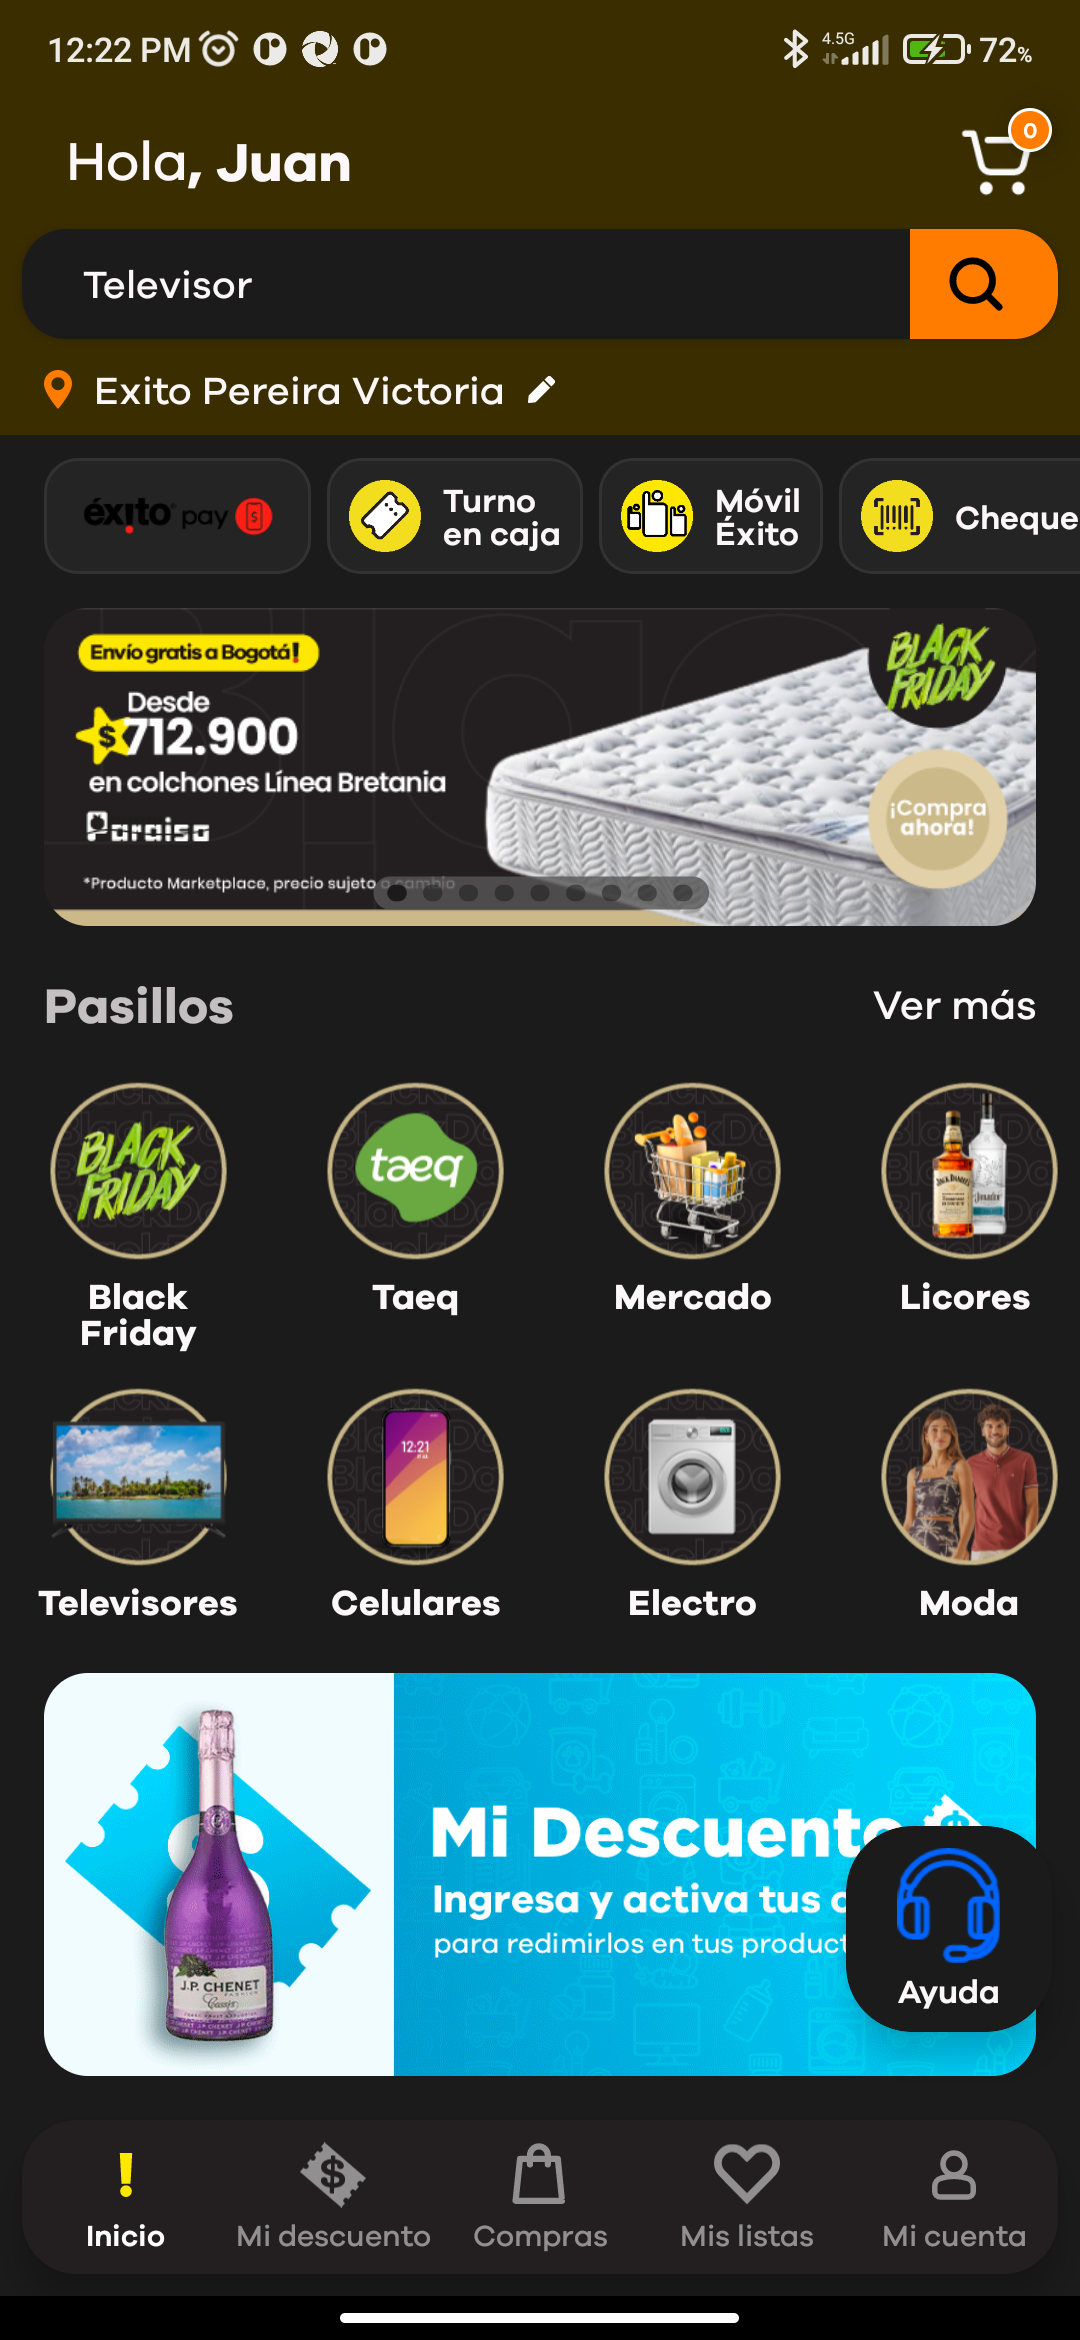 12:22 PM
4.5G
72%
Hola, Juan
0
Televisor
Exito Pereira Victoria
éxito pay
Turno
en caja
Móvil
Éxito
Cheque
Envío gratis a Bogotá!
BLACK
FRIDAY
Desde
$712.900
en colchones Línea Bretania
Paraiso
¡Compra
ahora!
*Producto Marketplace, precio sujeto a cambio
Pasillos
Ver más
BLACK
FRIDAY
taeq
JACK DANIEL'S
Black
Friday
Taeq
Mercado
Licores
12:21
Televisores
Celulares
Electro
Moda
Mi Descuento
Ingresa y activa tus c
para redimirlos en tus product
J.P. CHENET
FASHION
Ayuda
Inicio
Mi descuento
Compras
Mis listas
Mi cuenta